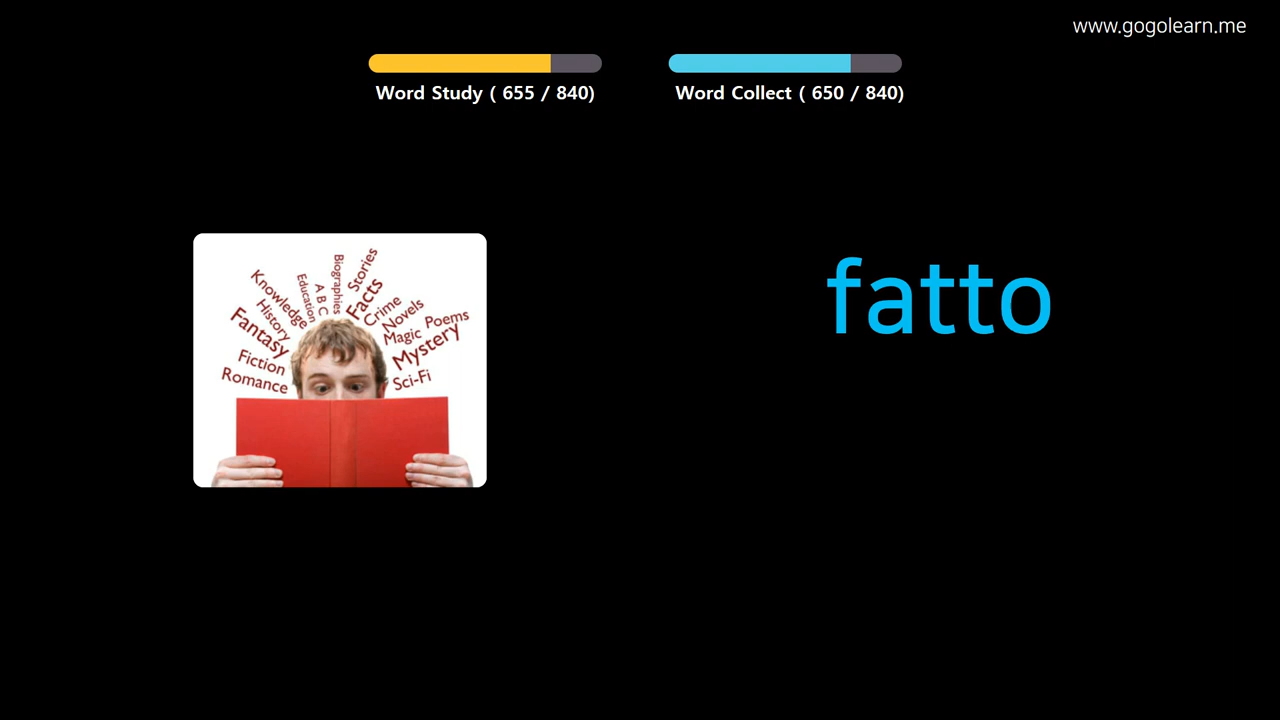 www.gogolearn.me
Word Study ( 655 / 840)
Word Collect ( 650 / 840)
fatto
Knowledge
History
Fantasy
Fiction
Romance
Education
A B C
Biographies
Stories
Facts
Crime
Novels
Magic
Poems
Mystery
Sci-Fi